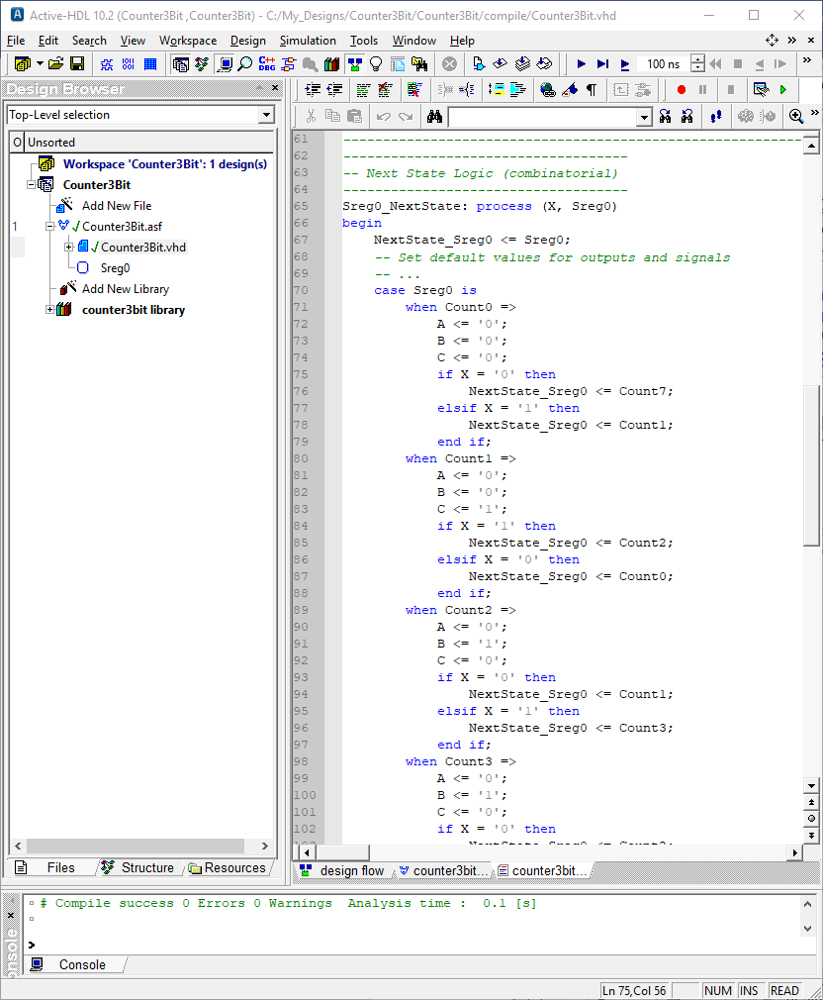 Active-HDL 10.2 (Counter3Bit ,Counter3Bit) - C:/My_Designs/Counter3Bit/Counter3Bit/compile/Counter3Bit.vhd
File Edit Search View Workspace Design Simulation Tools Window Help
C++
DBG
100 ns
Design Browser
Top-Level selection
O Unsorted
Workspace 'Counter3Bit': 1 design(s)
Counter3Bit
Add New File
1 Counter3Bit.asf
Counter3Bit.vhd
Sreg0
Add New Library
counter3bit library
Files Structure Resources
61 ----------------------------------------------------------
62 ------------------------------------
63 -- Next State Logic (combinatorial)
64 ------------------------------------
65 Sreg0_NextState: process (X, Sreg0)
66 begin
67 NextState_Sreg0 <= Sreg0;
68 -- Set default values for outputs and signals
69 -- ...
70 case Sreg0 is
71 when Count0 =>
72 A <= '0';
73 B <= '0';
74 C <= '0';
75 if X = '0' then
76 NextState_Sreg0 <= Count7;
77 elsif X = '1' then
78 NextState_Sreg0 <= Count1;
79 end if;
80 when Count1 =>
81 A <= '0';
82 B <= '0';
83 C <= '1';
84 if X = '1' then
85 NextState_Sreg0 <= Count2;
86 elsif X = '0' then
87 NextState_Sreg0 <= Count0;
88 end if;
89 when Count2 =>
90 A <= '0';
91 B <= '1';
92 C <= '0';
93 if X = '0' then
94 NextState_Sreg0 <= Count1;
95 elsif X = '1' then
96 NextState_Sreg0 <= Count3;
97 end if;
98 when Count3 =>
99 A <= '0';
100 B <= '1';
101 C <= '0';
102 if X = '0' then
design flow counter3bit... counter3bit...
# Compile success 0 Errors 0 Warnings Analysis time : 0.1 [s]
>
Console
Ln 75,Col 56 NUM INS READ